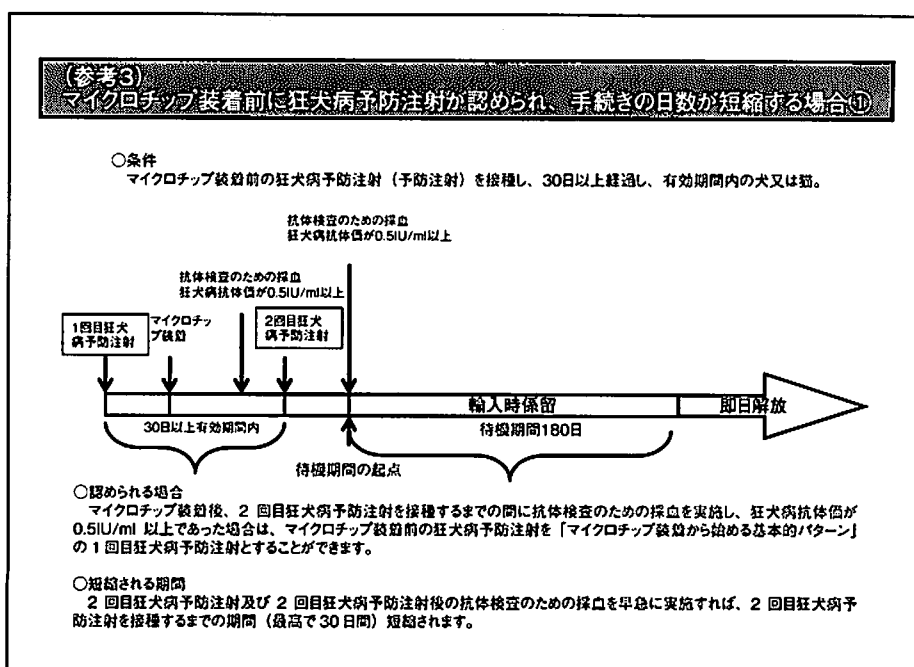 (参考3)
マイクロチップ装着前に狂犬病予防注射が認められ、手続きの日数が短縮する場合①
○条件
マイクロチップ装着前の狂犬病予防注射（予防注射）を接種し、30日以上経過し、有効期間内の犬又は猫。
抗体検査のための採血
狂犬病抗体価が0.5IU/ml以上
抗体検査のための採血
狂犬病抗体価が0.5IU/ml以上
1回目狂犬
病予防注射
マイクロチッ
プ装着
2回目狂犬
病予防注射
輸入時係留
即日解放
30日以上有効期間内
待機期間180日
待機期間の起点
○認められる場合
マイクロチップ装着後、2 回目狂犬病予防注射を接種するまでの間に抗体検査のための採血を実施し、狂犬病抗体価が
0.5IU/ml 以上であった場合は、マイクロチップ装着前の狂犬病予防注射を「マイクロチップ装着から始める基本的パターン」
の 1 回目狂犬病予防注射とすることができます。
○短縮される期間
2 回目狂犬病予防注射及び 2 回目狂犬病予防注射後の抗体検査のための採血を早急に実施すれば、2 回目狂犬病予
防注射を接種するまでの期間（最高で 30 日間）短縮されます。